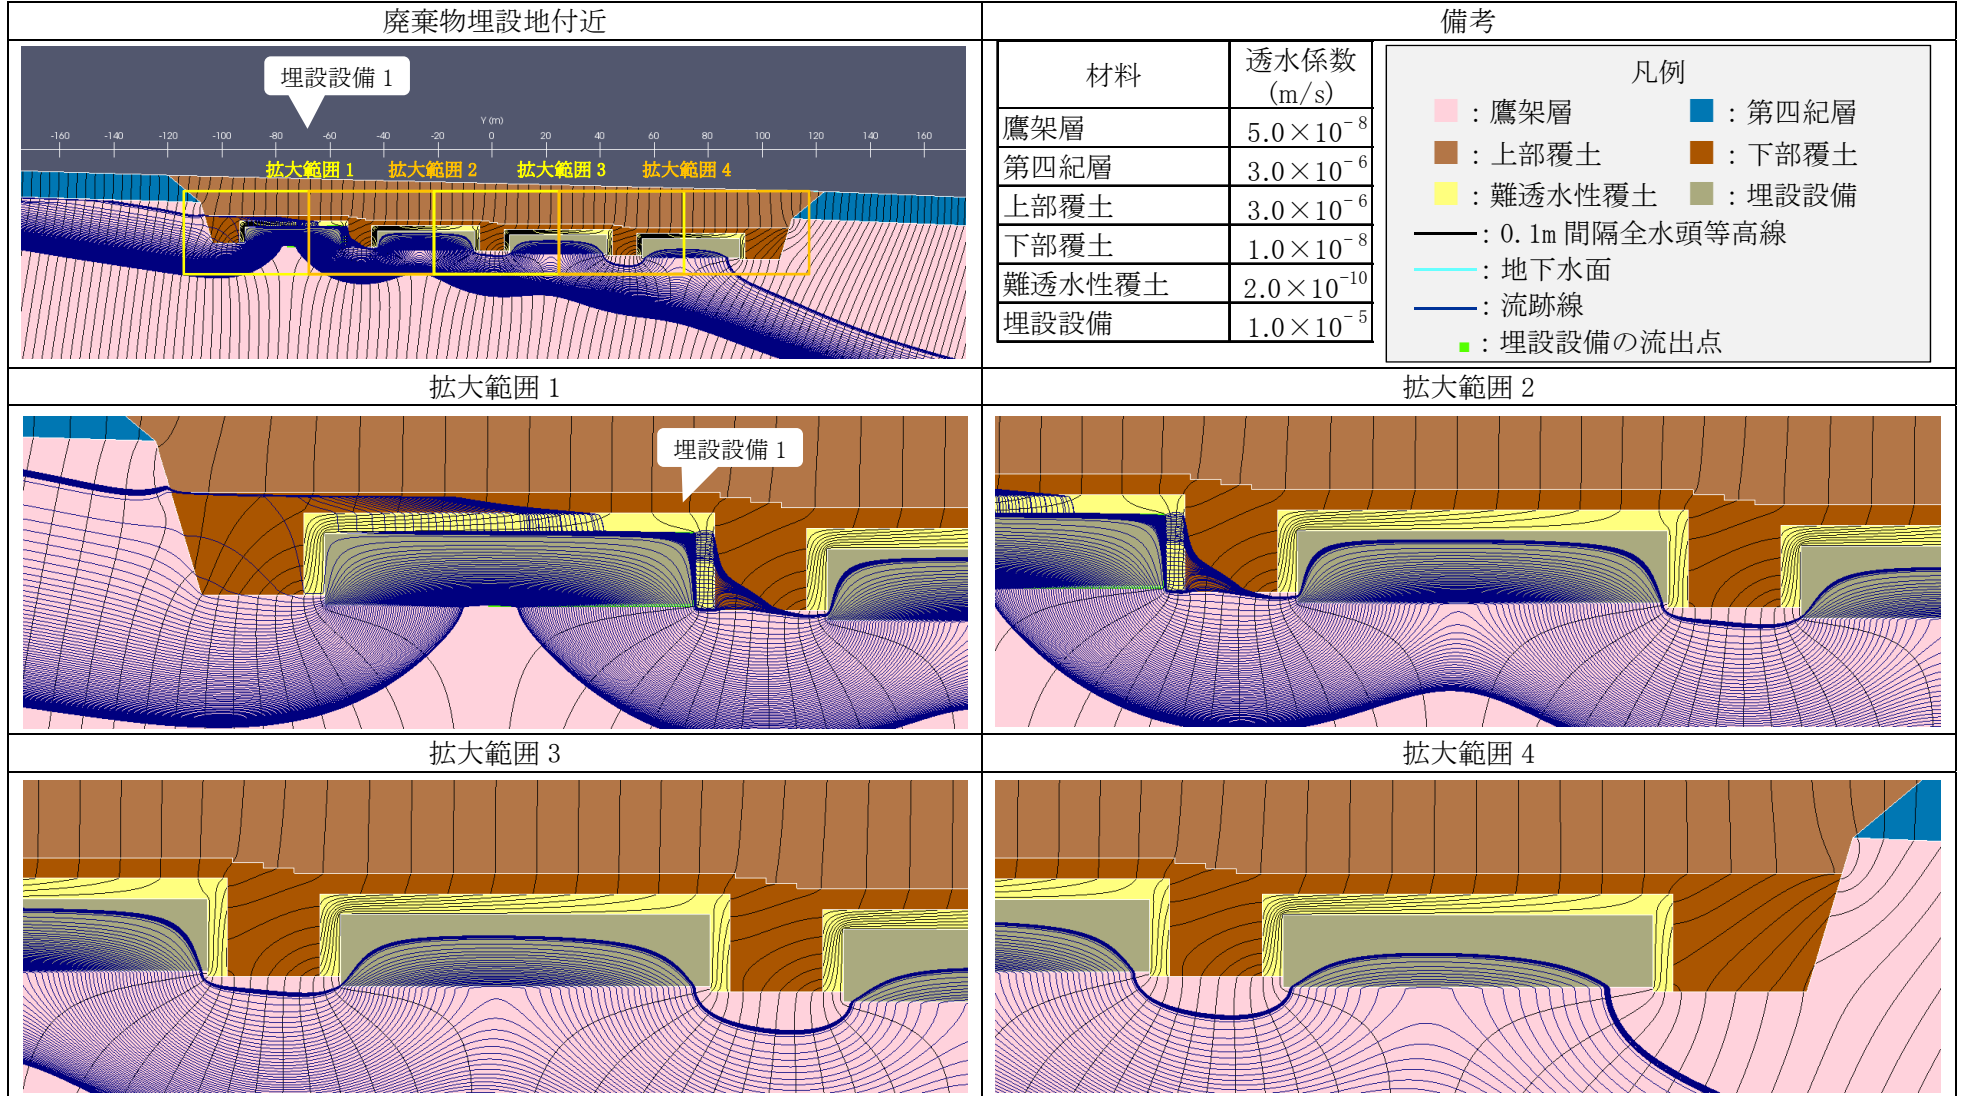 廃棄物埋設地付近
備考
埋設設備 1
Y (m)
-160 -140 -120 -100 -80 -60 -40 -20 0 20 40 60 80 100 120 140 160
拡大範囲 1 拡大範囲 2 拡大範囲 3 拡大範囲 4
材料 透水係数
(m/s)
鷹架層 5.0×10⁻⁸
第四紀層 3.0×10⁻⁶
上部覆土 3.0×10⁻⁶
下部覆土 1.0×10⁻⁸
難透水性覆土 2.0×10⁻¹⁰
埋設設備 1.0×10⁻⁵
凡例
:鷹架層 :第四紀層
:上部覆土 :下部覆土
:難透水性覆土 :埋設設備
:0.1m 間隔全水頭等高線
:地下水面
:流跡線
:埋設設備の流出点
拡大範囲 1
拡大範囲 2
埋設設備 1
拡大範囲 3
拡大範囲 4